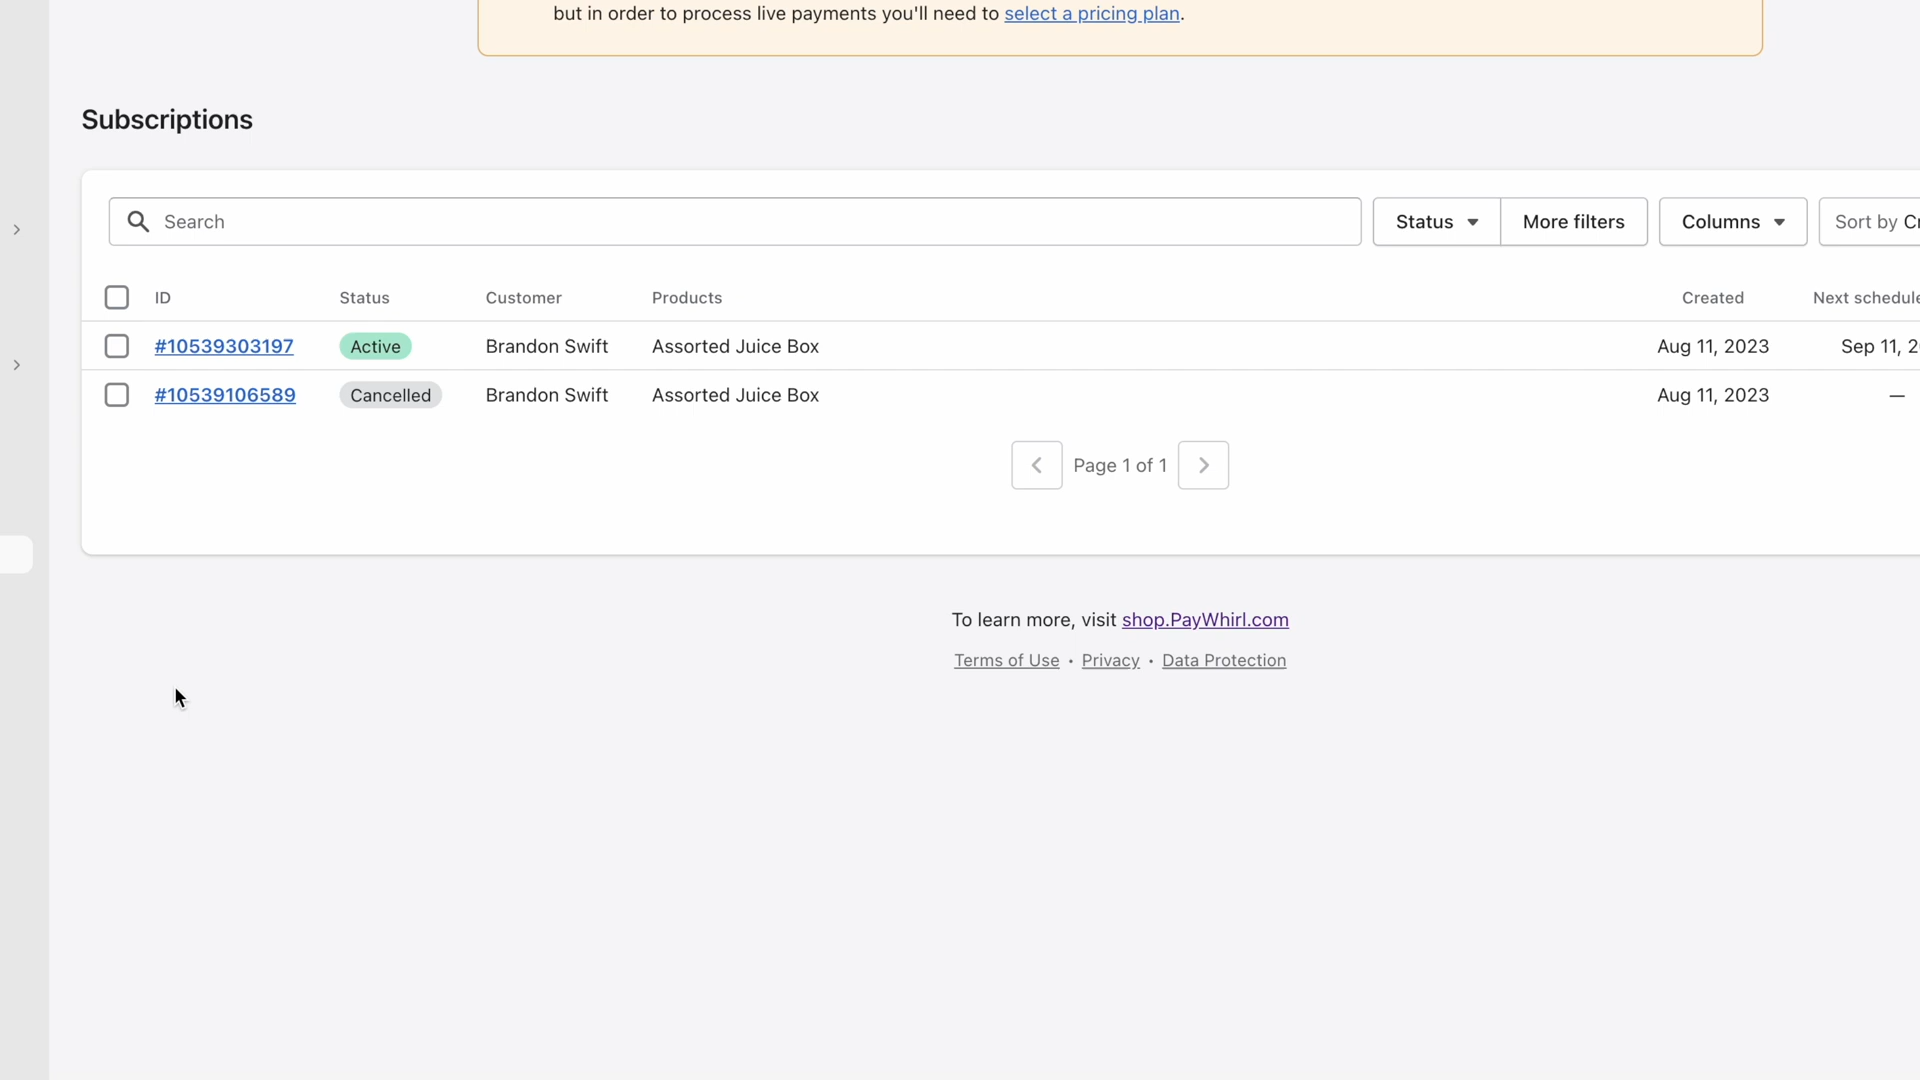 but in order to process live payments you'll need to select a pricing plan.
Subscriptions
Search Status More filters Columns Sort by
ID Status Customer Products Created Next
#10539303197 Active Brandon Swift Assorted Juice Box Aug 11, 2023 Sep 11,
#10539106589 Cancelled Brandon Swift Assorted Juice Box Aug 11, 2023 —
Page 1 of 1
To learn more, visit shop.PayWhirl.com
Terms of Use • Privacy • Data Protection